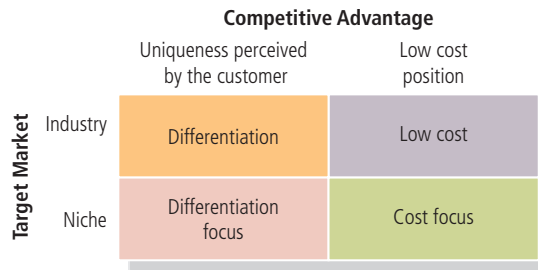 Competitive Advantage
Uniqueness perceived
by the customer
Low cost
position
Target Market
Industry
Differentiation
Low cost
Niche
Differentiation
focus
Cost focus